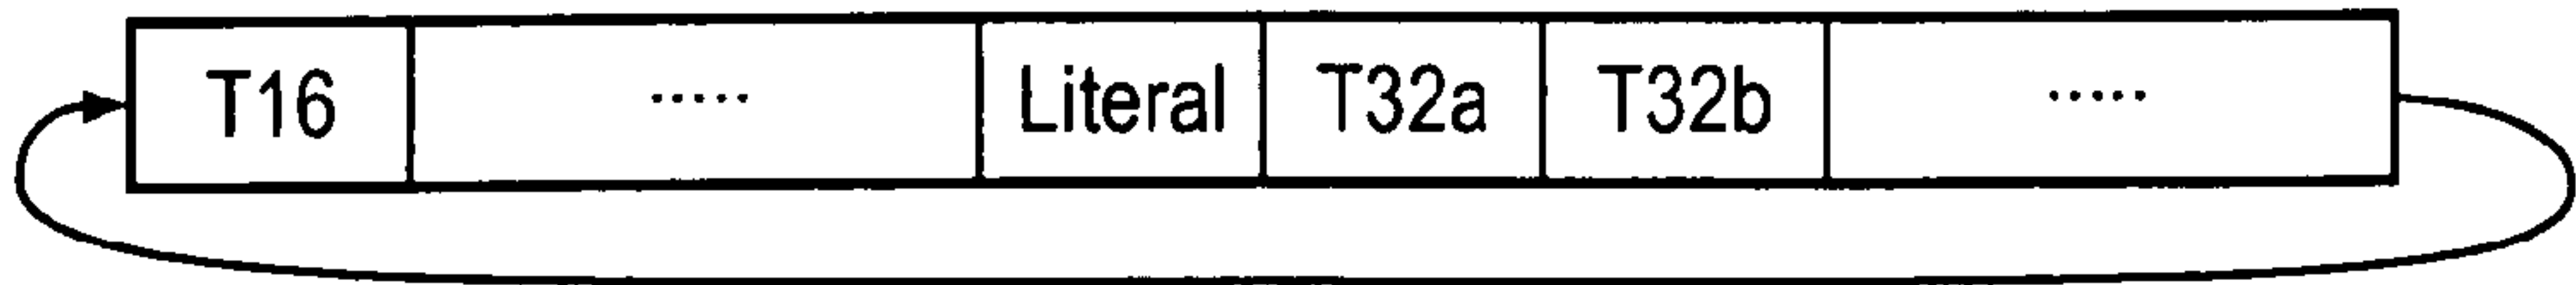 T16 ..... Literal T32a T32b .....